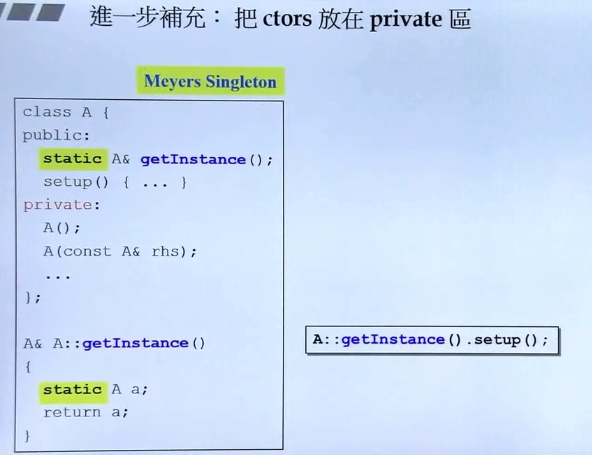 進一步補充： 把 ctors 放在 private 區
Meyers Singleton
class A {
public:
static A& getInstance();
setup() { ... }
private:
A();
A(const A& rhs);
...
};
A& A::getInstance()
{
static A a;
return a;
}
A::getInstance().setup();